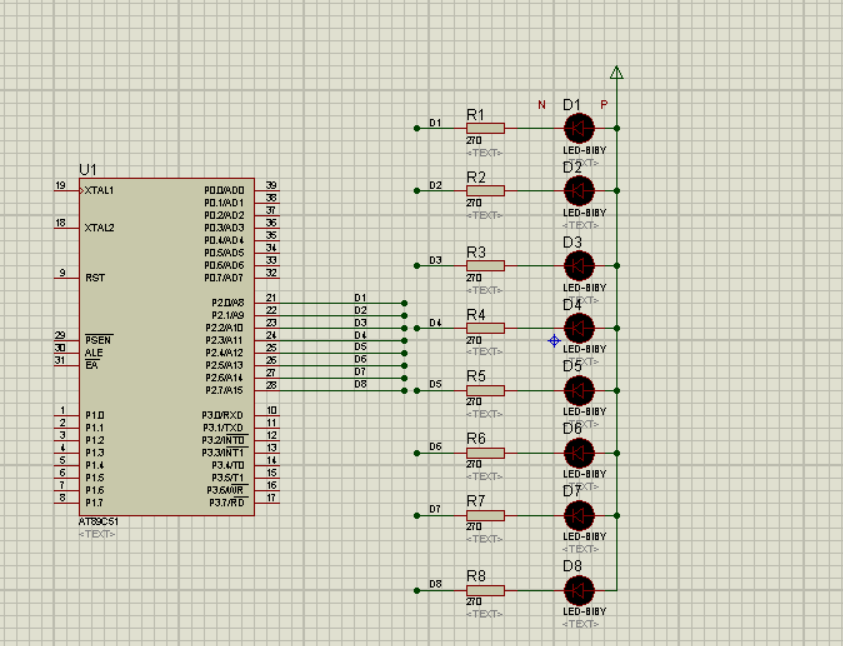 U1
19 XTAL1
18 XTAL2
9 RST
29 PSEN
30 ALE
31 EA
1 P1.0
2 P1.1
3 P1.2
4 P1.3
5 P1.4
6 P1.5
7 P1.6
8 P1.7
P0.0/AD0 39
P0.1/AD1 38
P0.2/AD2 37
P0.3/AD3 36
P0.4/AD4 35
P0.5/AD5 34
P0.6/AD6 33
P0.7/AD7 32
P2.0/A8 21 D1
P2.1/A9 22 D2
P2.2/A10 23 D3
P2.3/A11 24 D4
P2.4/A12 25 D5
P2.5/A13 26 D6
P2.6/A14 27 D7
P2.7/A15 28 D8
P3.0/RXD 10
P3.1/TXD 11
P3.2/INT0 12
P3.3/INT1 13
P3.4/T0 14
P3.5/T1 15
P3.6/WR 16
P3.7/RD 17
AT89C51
<TEXT>
N P
D1 R1 D1
270 LED-BIBY
<TEXT> <TEXT>
D2 R2 D2
270 LED-BIBY
<TEXT> <TEXT>
D3 R3 D3
270 LED-BIBY
<TEXT> <TEXT>
D4 R4 D4
270 LED-BIBY
<TEXT> <TEXT>
D5 R5 D5
270 LED-BIBY
<TEXT> <TEXT>
D6 R6 D6
270 LED-BIBY
<TEXT> <TEXT>
D7 R7 D7
270 LED-BIBY
<TEXT> <TEXT>
D8 R8 D8
270 LED-BIBY
<TEXT> <TEXT>